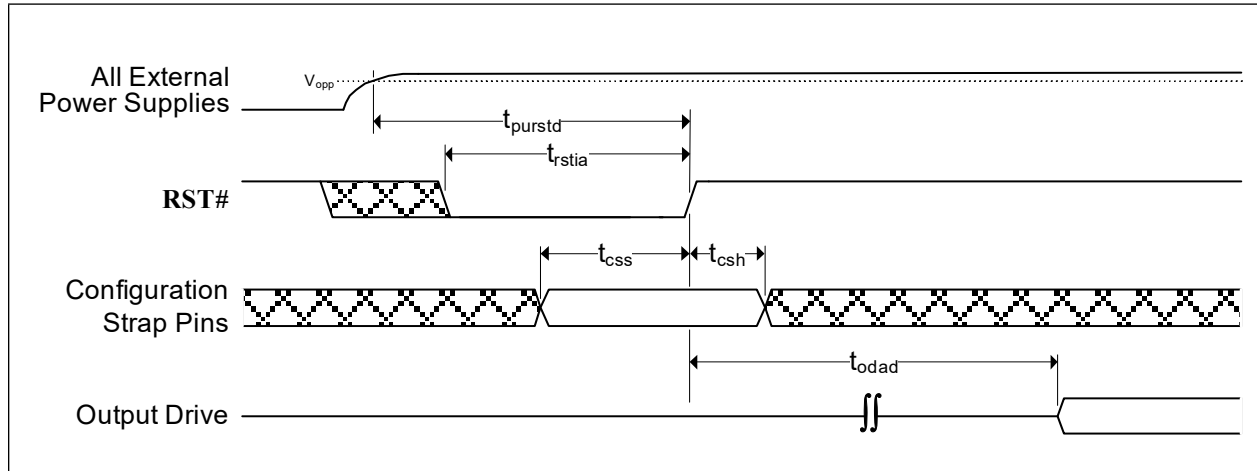 All External
Power Supplies
Vopp
tpurstd
trstia
RST#
tcss
tcsh
Configuration
Strap Pins
todad
Output Drive